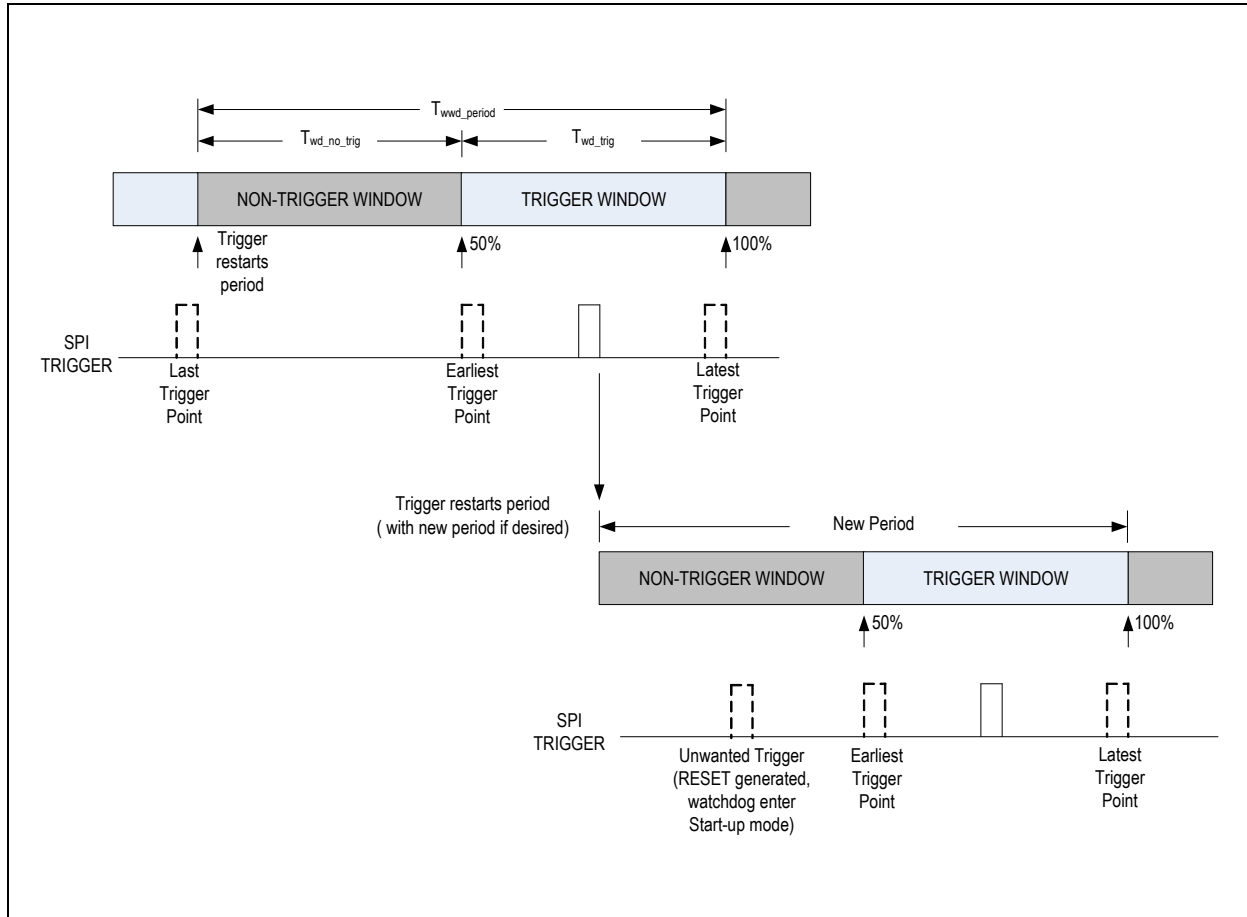 Twwd_period
Twd_no_trig
Twd_trig
NON-TRIGGER WINDOW
TRIGGER WINDOW
Trigger
restarts
period
50%
100%
SPI
TRIGGER
Last
Trigger
Point
Earliest
Trigger
Point
Latest
Trigger
Point
Trigger restarts period
( with new period if desired)
New Period
NON-TRIGGER WINDOW
TRIGGER WINDOW
50%
100%
SPI
TRIGGER
Unwanted Trigger
(RESET generated,
watchdog enter
Start-up mode)
Earliest
Trigger
Point
Latest
Trigger
Point